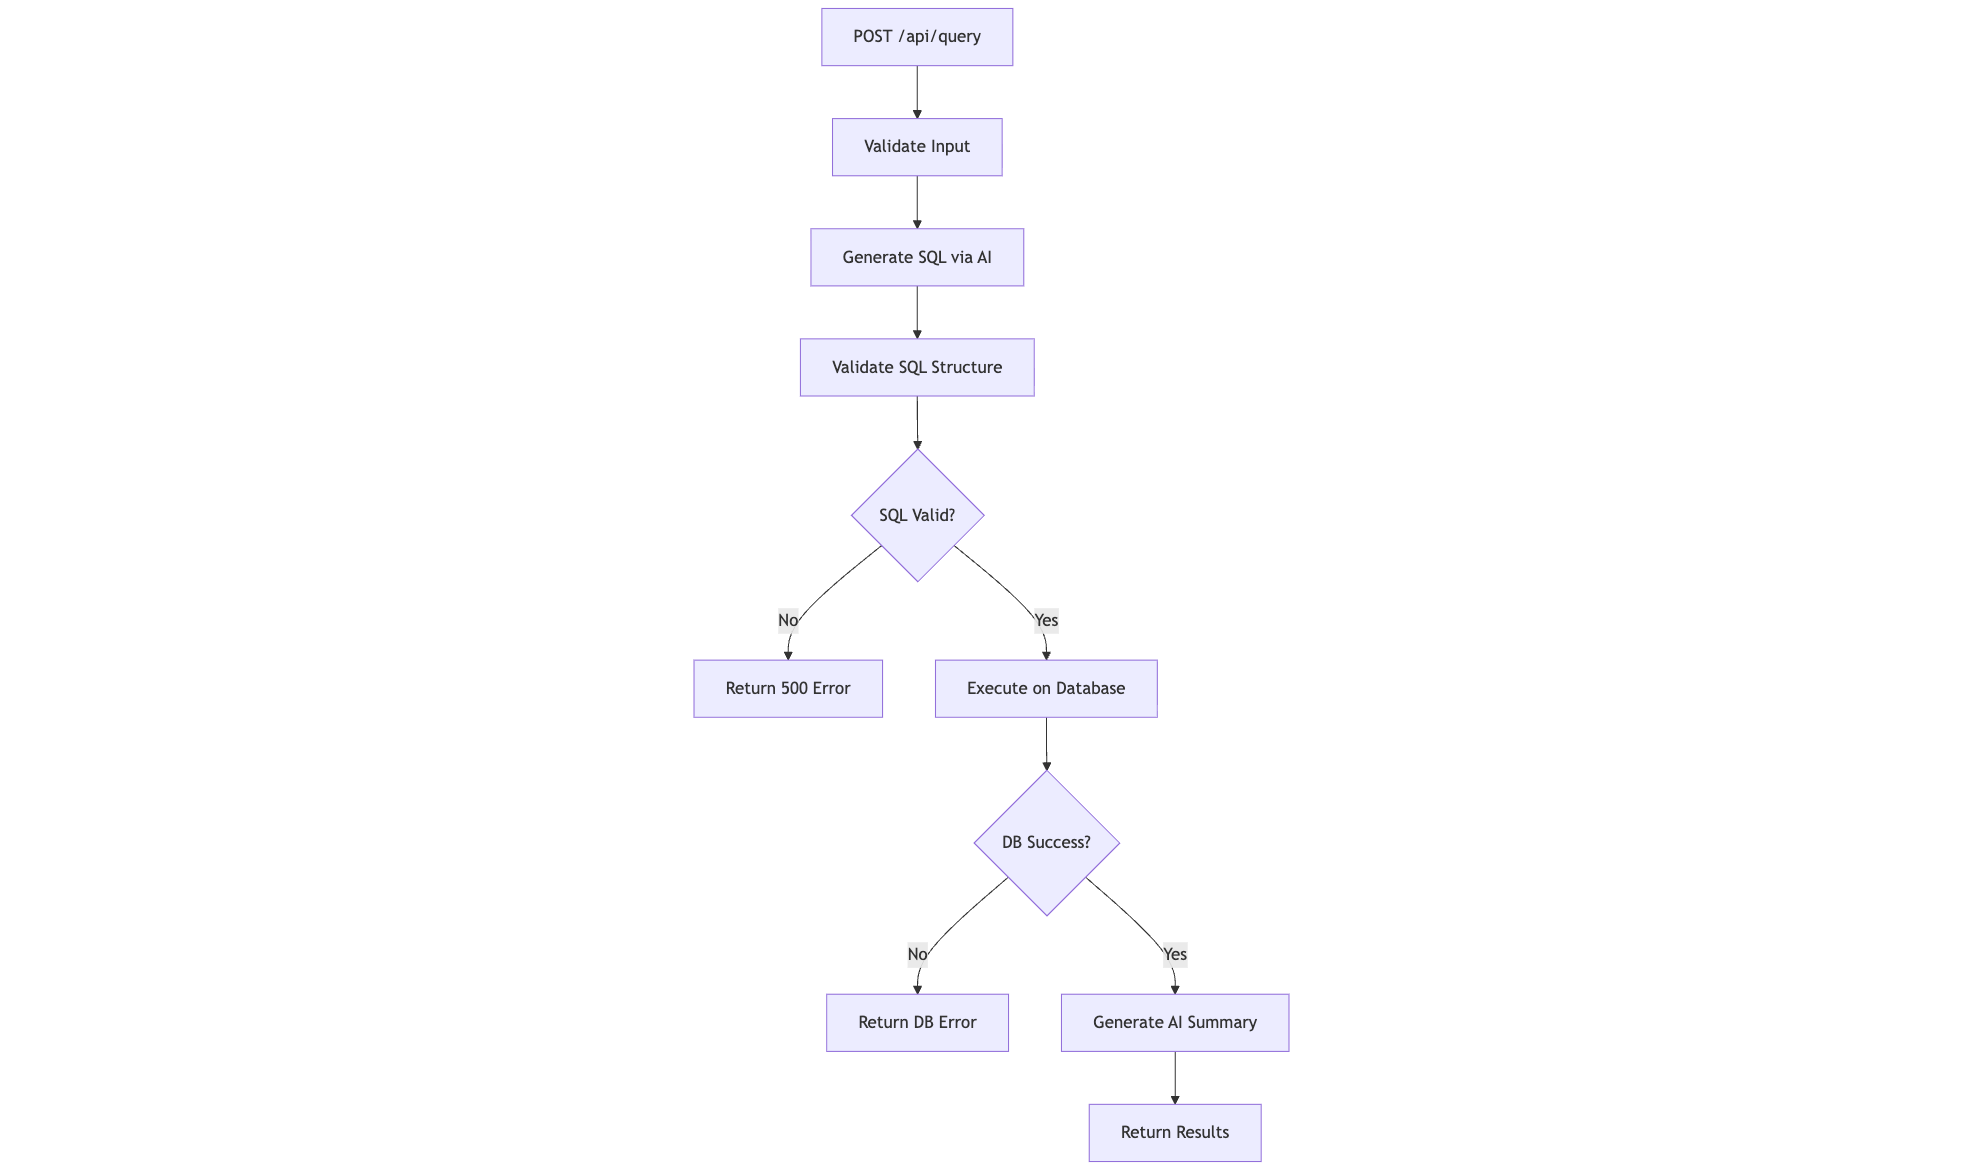 POST /api/query
Validate Input
Generate SQL via AI
Validate SQL Structure
SQL Valid?
No
Yes
Return 500 Error
Execute on Database
DB Success?
No
Yes
Return DB Error
Generate AI Summary
Return Results